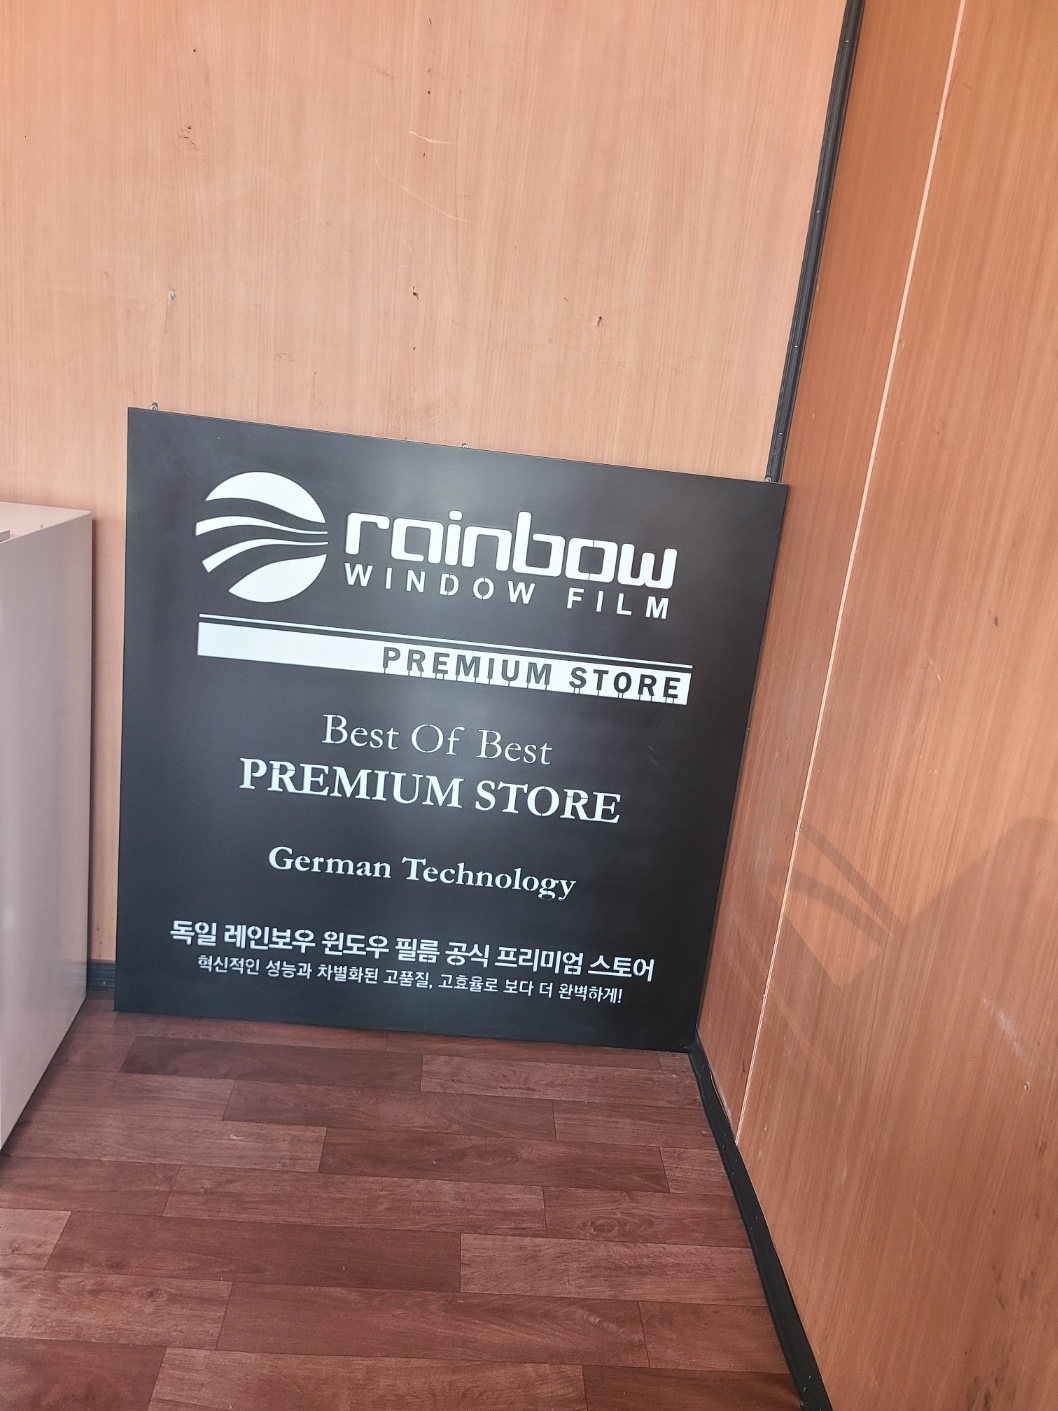 rainbow
WINDOW FILM
PREMIUM STORE
Best Of Best
PREMIUM STORE
German Technology
독일 레인보우 윈도우 필름 공식 프리미엄 스토어
혁신적인 성능과 차별화된 고품질, 고효율로 보다 더 완벽하게!